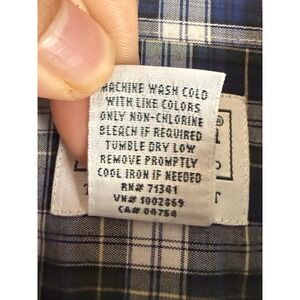 MACHINE WASH COLD
WITH LIKE COLORS
ONLY NON-CHLORINE
BLEACH IF REQUIRED
TUMBLE DRY LOW
REMOVE PROMPTLY
COOL IRON IF NEEDED
RN# 71341
VN# 1002869
CA# 04754